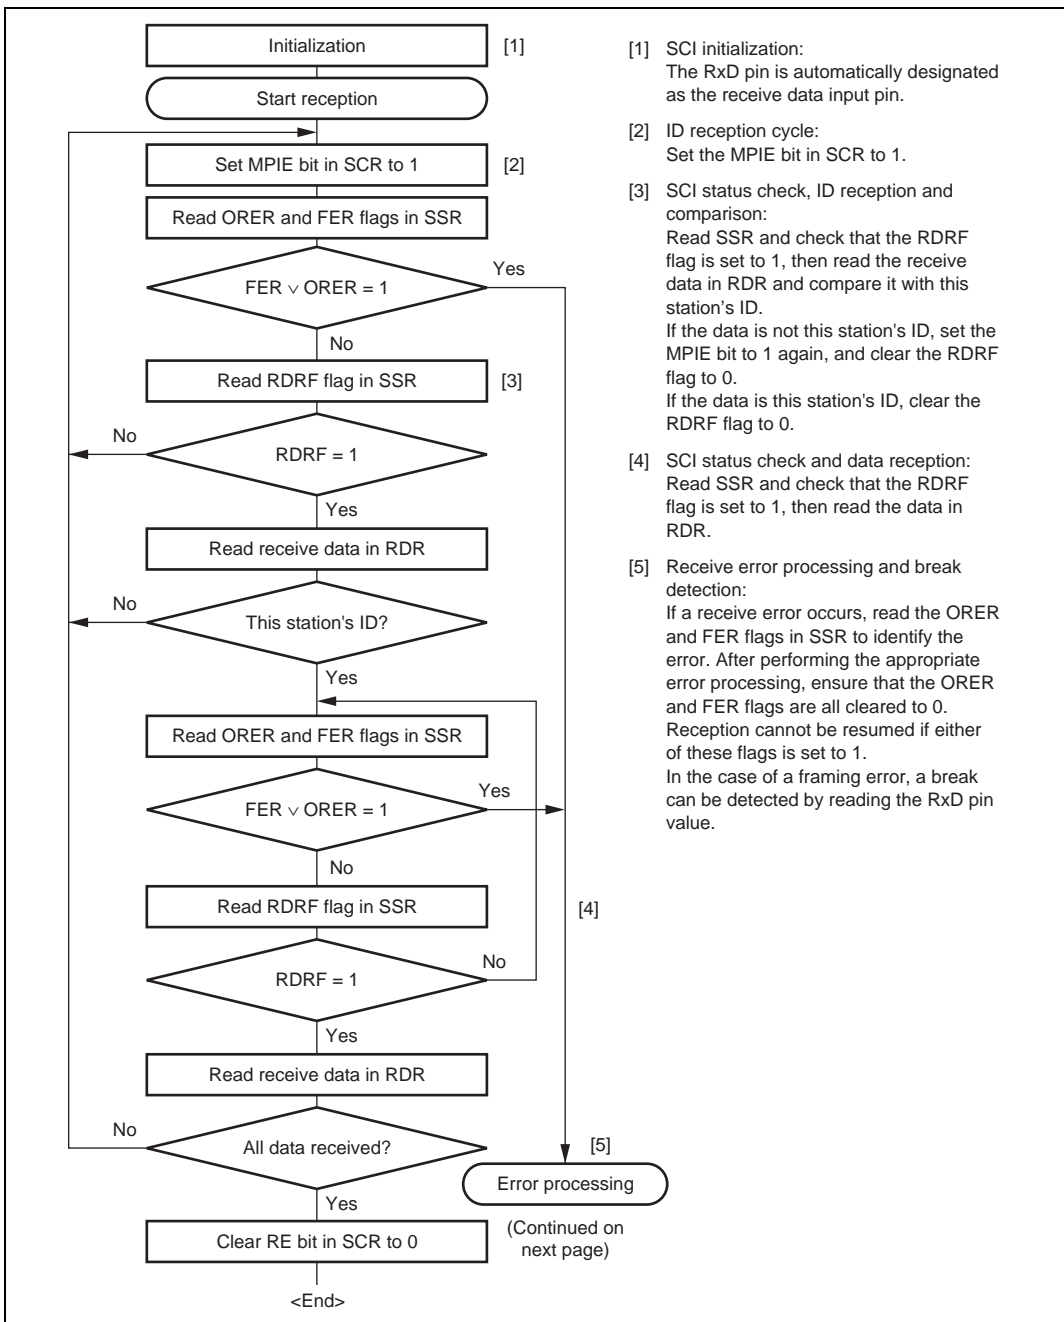 Initialization
[1]
Start reception
Set MPIE bit in SCR to 1
[2]
Read ORER and FER flags in SSR
FER ∨ ORER = 1
Yes
No
Read RDRF flag in SSR
[3]
RDRF = 1
No
Yes
Read receive data in RDR
This station's ID?
No
Yes
Read ORER and FER flags in SSR
FER ∨ ORER = 1
Yes
No
Read RDRF flag in SSR
[4]
RDRF = 1
No
Yes
Read receive data in RDR
All data received?
No
Yes
[5]
Error processing
(Continued on
next page)
Clear RE bit in SCR to 0
<End>
[1] SCI initialization:
The RxD pin is automatically designated
as the receive data input pin.
[2] ID reception cycle:
Set the MPIE bit in SCR to 1.
[3] SCI status check, ID reception and
comparison:
Read SSR and check that the RDRF
flag is set to 1, then read the receive
data in RDR and compare it with this
station’s ID.
If the data is not this station's ID, set the
MPIE bit to 1 again, and clear the RDRF
flag to 0.
If the data is this station's ID, clear the
RDRF flag to 0.
[4] SCI status check and data reception:
Read SSR and check that the RDRF
flag is set to 1, then read the data in
RDR.
[5] Receive error processing and break
detection:
If a receive error occurs, read the ORER
and FER flags in SSR to identify the
error. After performing the appropriate
error processing, ensure that the ORER
and FER flags are all cleared to 0.
Reception cannot be resumed if either
of these flags is set to 1.
In the case of a framing error, a break
can be detected by reading the RxD pin
value.